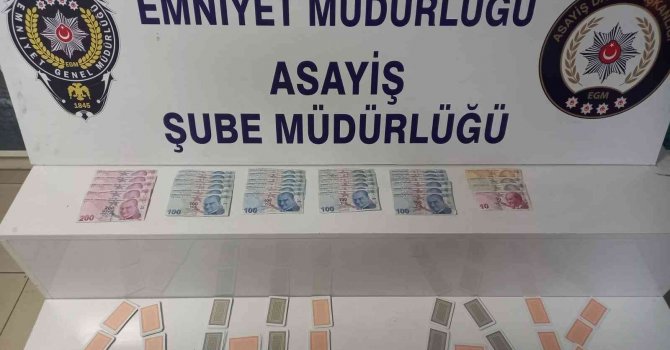 EMNİYET MÜDÜRLÜĞÜ
ASAYİŞ
ŞUBE MÜDÜRLÜĞÜ
EMNİYET GENEL MÜDÜRLÜĞÜ
EGM
1845
ASAYİŞ
EGM
200
100
100
100
100
10